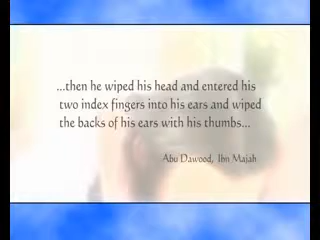 ...then he wiped his head and entered his
two index fingers into his ears and wiped
the backs of his ears with his thumbs...
Abu Dawood, Ibn Majah